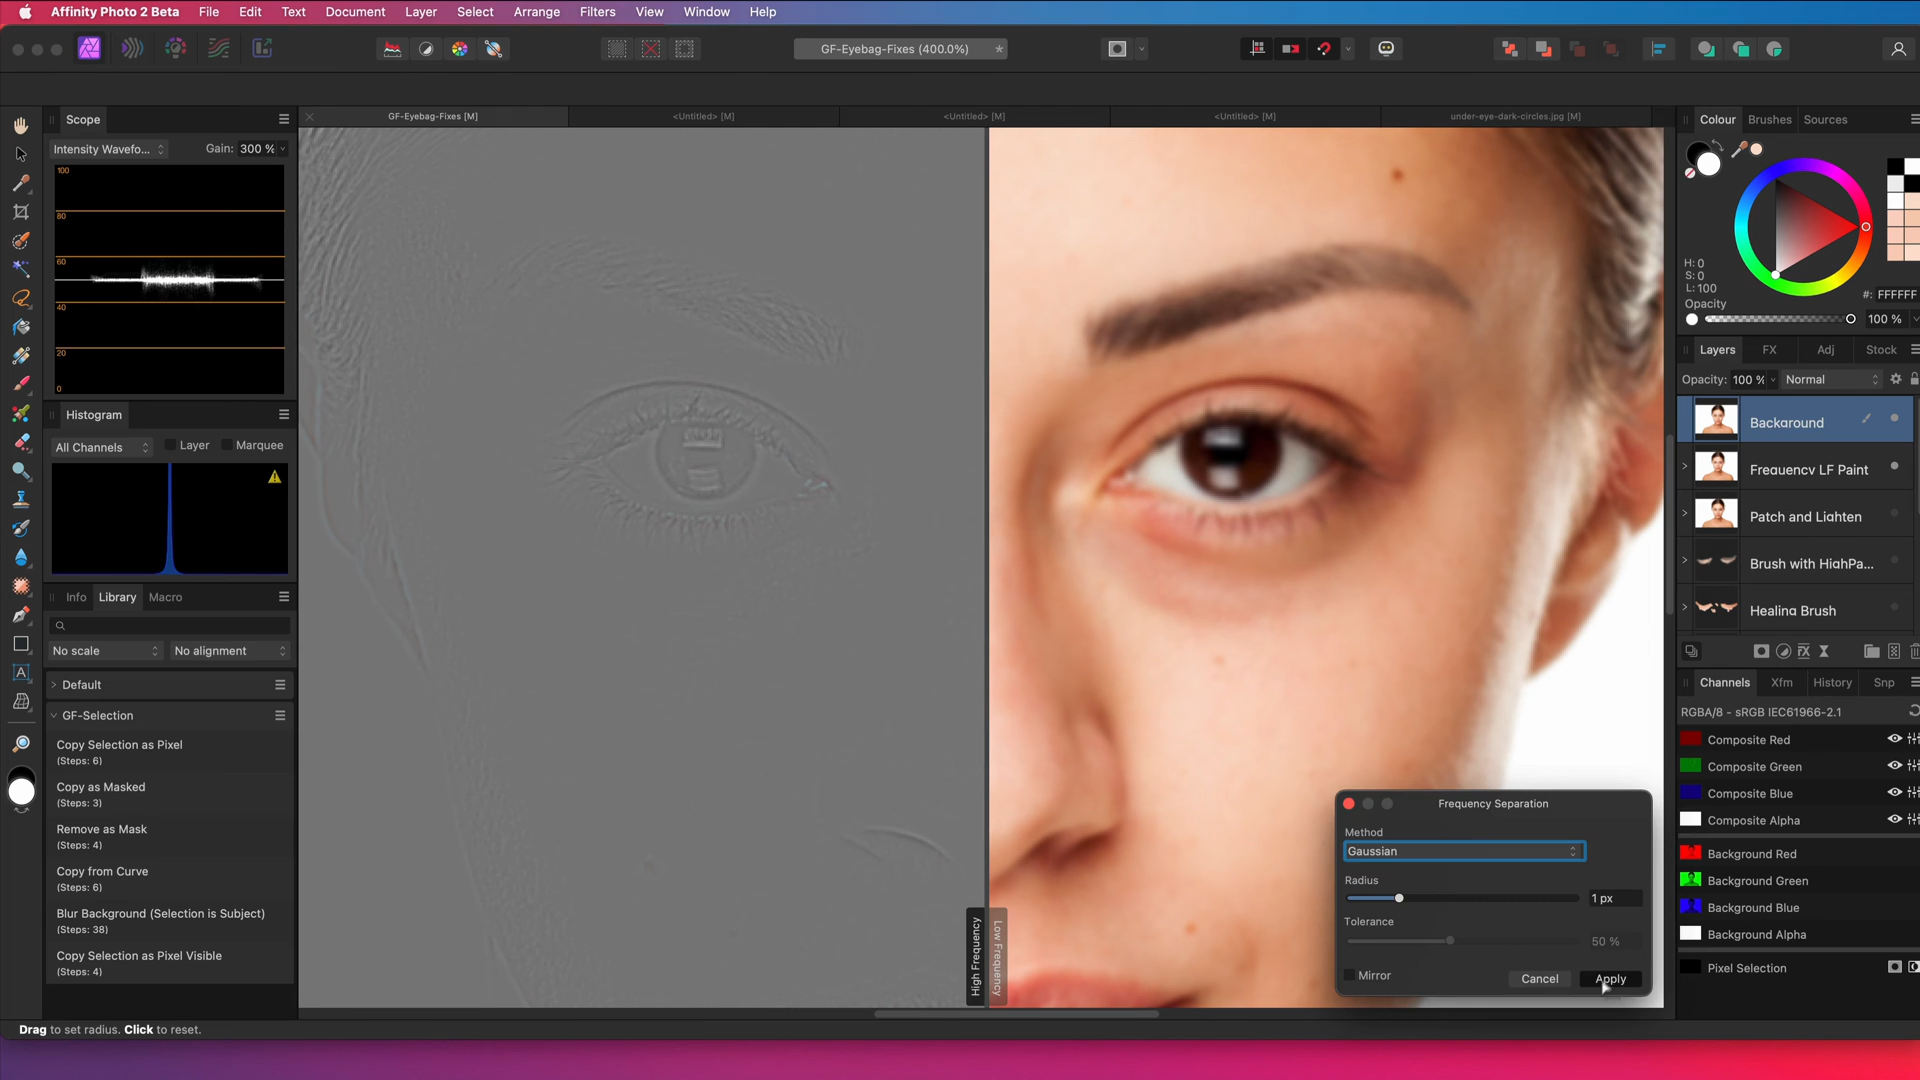 Affinity Photo 2 Beta File Edit Text Document Layer Select Arrange Filters View Window Help
GF-Eyebag-Fixes (400.0%) *
GF-Eyebag-Fixes [M] <Untitled> [M] <Untitled> [M] <Untitled> [M] under-eye-dark-circles.jpg [M]
Scope
Intensity Wavefo... Gain: 300 %
100
80
60
40
20
0
Histogram
All Channels Layer Marquee
Info Library Macro
No scale No alignment
Default
GF-Selection
Copy Selection as Pixel
(Steps: 6)
Copy as Masked
(Steps: 3)
Remove as Mask
(Steps: 4)
Copy from Curve
(Steps: 6)
Blur Background (Selection is Subject)
(Steps: 38)
Copy Selection as Pixel Visible
(Steps: 4)
High Frequency
Low Frequency
Frequency Separation
Method
Gaussian
Radius
1 px
Tolerance
50 %
Mirror
Cancel Apply
Colour Brushes Sources
H: 0
S: 0
L: 100
#: FFFFFF
Opacity
100 %
Layers FX Adj Stock
Opacity: 100 % Normal
Background
Frequency LF Paint
Patch and Lighten
Brush with HighPa...
Healing Brush
Channels Xfm History Snp
RGBA/8 - sRGB IEC61966-2.1
Composite Red
Composite Green
Composite Blue
Composite Alpha
Background Red
Background Green
Background Blue
Background Alpha
Pixel Selection
Drag to set radius. Click to reset.